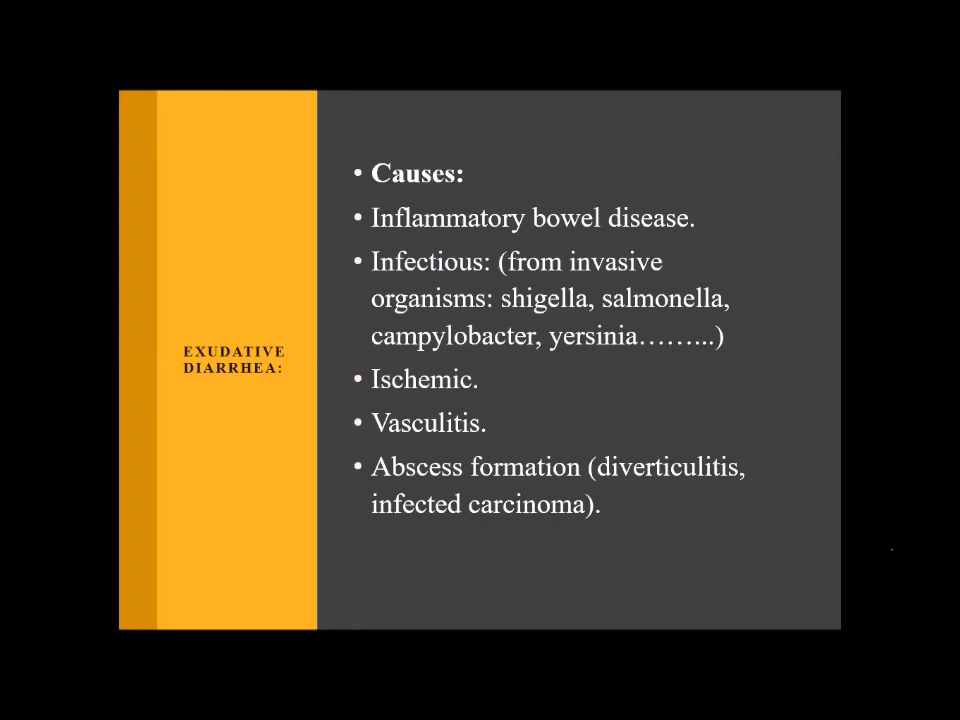 EXUDATIVE
DIARRHEA:
• Causes:
• Inflammatory bowel disease.
• Infectious: (from invasive
organisms: shigella, salmonella,
campylobacter, yersinia……...)
• Ischemic.
• Vasculitis.
• Abscess formation (diverticulitis,
infected carcinoma).